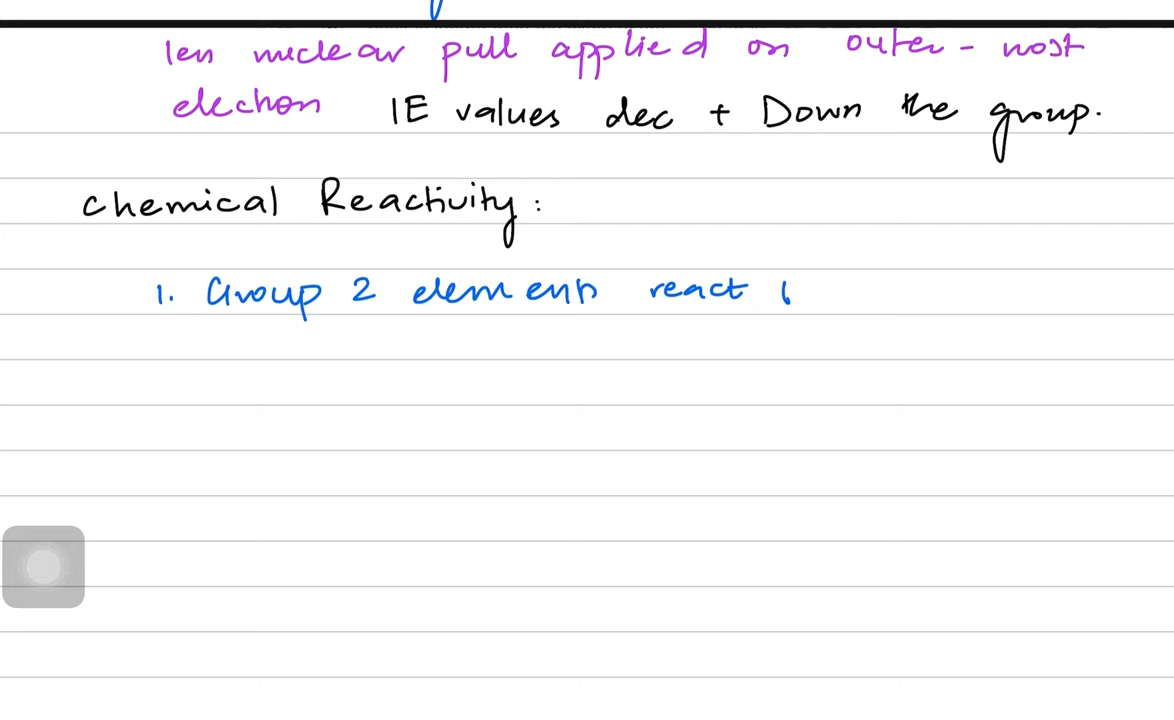 less nuclear pull applied on outer - most
electron IE values dec + Down the group.
Chemical Reactivity :
1. Group 2 elements react